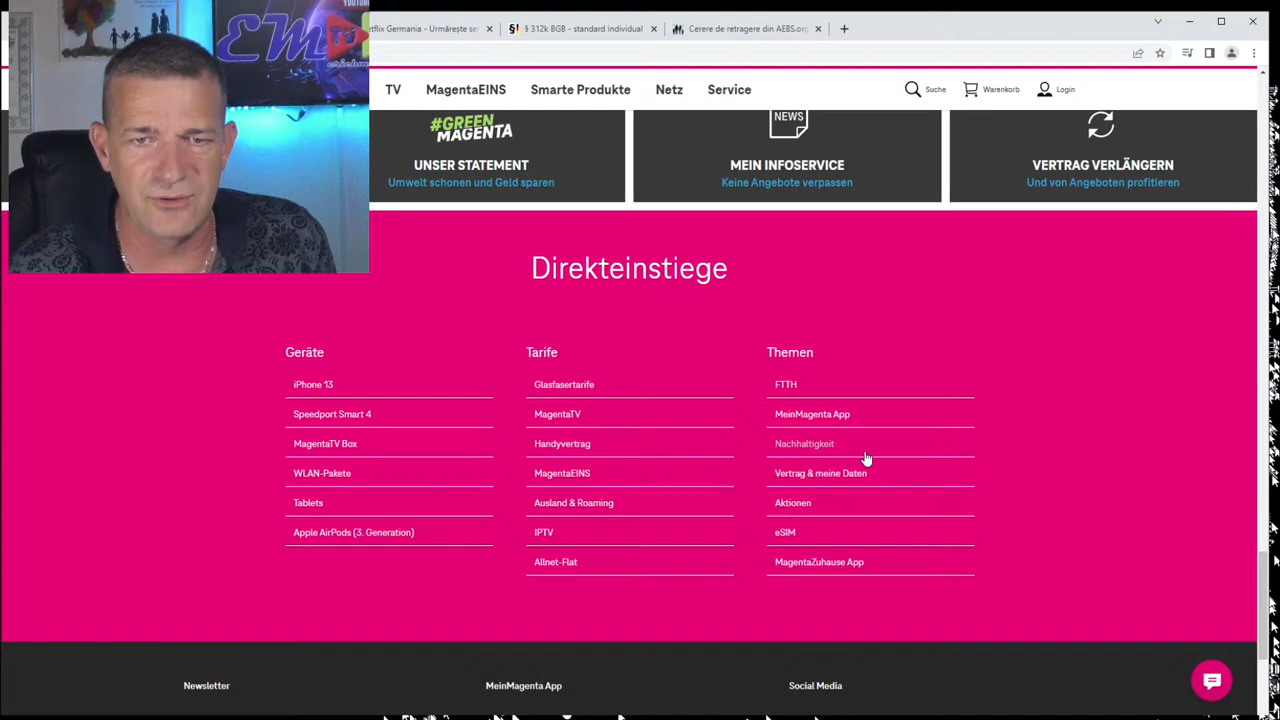 YOUTUBE
EM
TV
etflix Germania - Urmărește se
§ 312k BGB - standard individual
Cerere de retragere din AEBS.org
TV
MagentaEINS
Smarte Produkte
Netz
Service
Suche
Warenkorb
Login
#GREEN
MAGENTA
UNSER STATEMENT
Umwelt schonen und Geld sparen
NEWS
MEIN INFOSERVICE
Keine Angebote verpassen
VERTRAG VERLÄNGERN
Und von Angeboten profitieren
Direkteinstiege
Geräte
iPhone 13
Speedport Smart 4
MagentaTV Box
WLAN-Pakete
Tablets
Apple AirPods (3. Generation)
Tarife
Glasfasertarife
MagentaTV
Handyvertrag
MagentaEINS
Ausland & Roaming
IPTV
Allnet-Flat
Themen
FTTH
MeinMagenta App
Nachhaltigkeit
Vertrag & meine Daten
Aktionen
eSIM
MagentaZuhause App
Newsletter
MeinMagenta App
Social Media